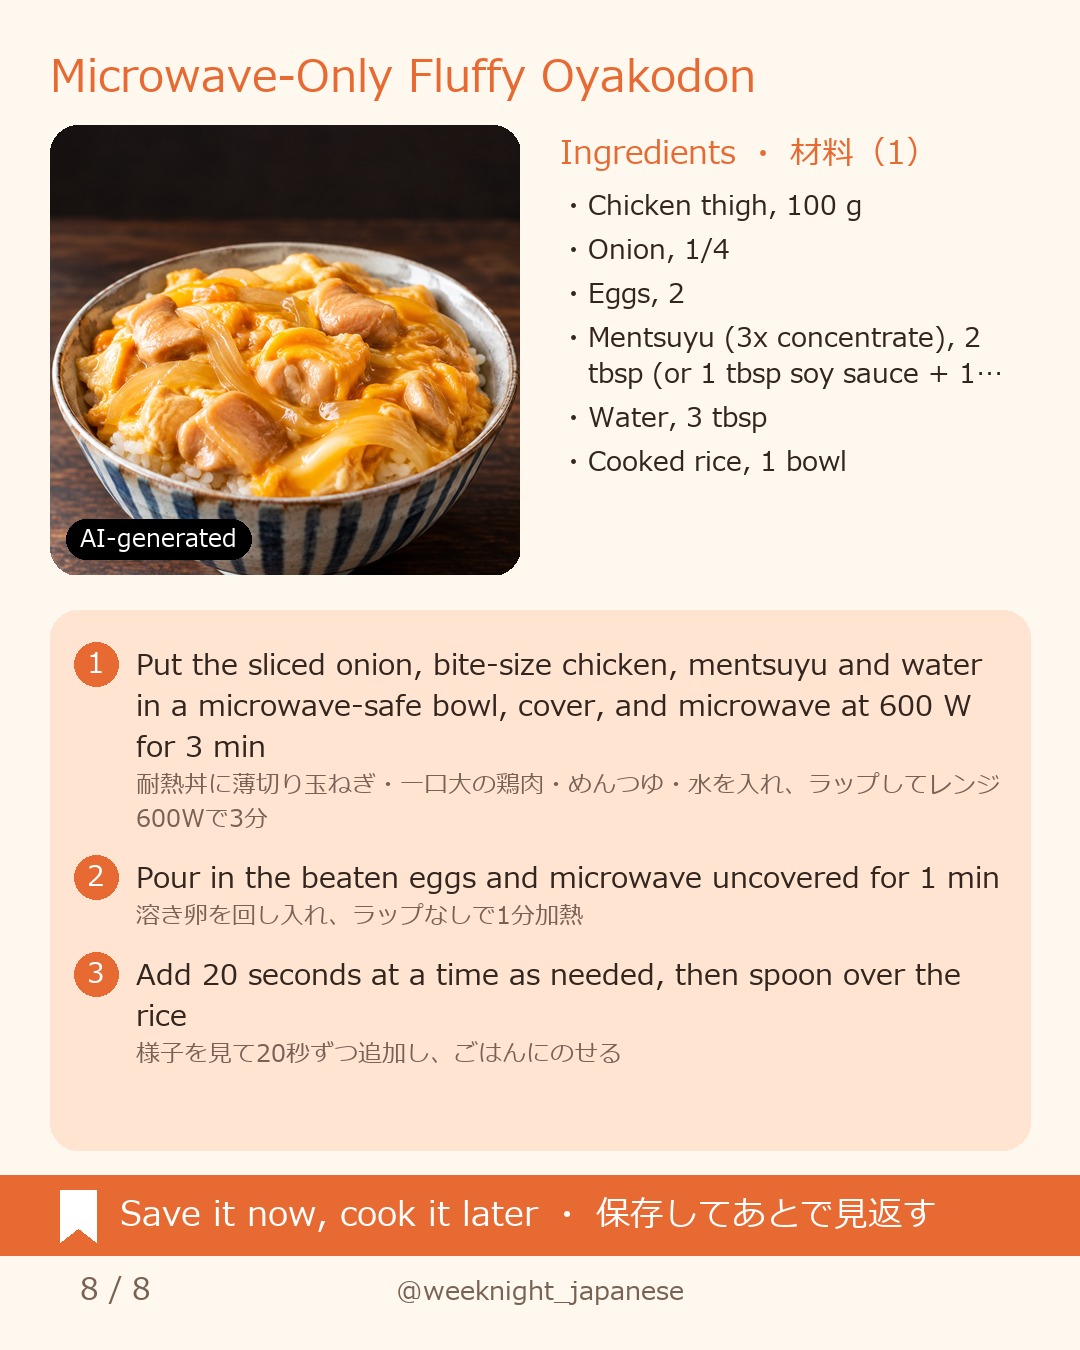 Microwave-Only Fluffy Oyakodon
AI-generated
Ingredients ・ 材料（1）
・Chicken thigh, 100 g
・Onion, 1/4
・Eggs, 2
・Mentsuyu (3x concentrate), 2
tbsp (or 1 tbsp soy sauce + 1…
・Water, 3 tbsp
・Cooked rice, 1 bowl
1 Put the sliced onion, bite-size chicken, mentsuyu and water
in a microwave-safe bowl, cover, and microwave at 600 W
for 3 min
耐熱丼に薄切り玉ねぎ・一口大の鶏肉・めんつゆ・水を入れ、ラップしてレンジ
600Wで3分
2 Pour in the beaten eggs and microwave uncovered for 1 min
溶き卵を回し入れ、ラップなしで1分加熱
3 Add 20 seconds at a time as needed, then spoon over the
rice
様子を見て20秒ずつ追加し、ごはんにのせる
Save it now, cook it later ・ 保存してあとで見返す
8 / 8
@weeknight_japanese